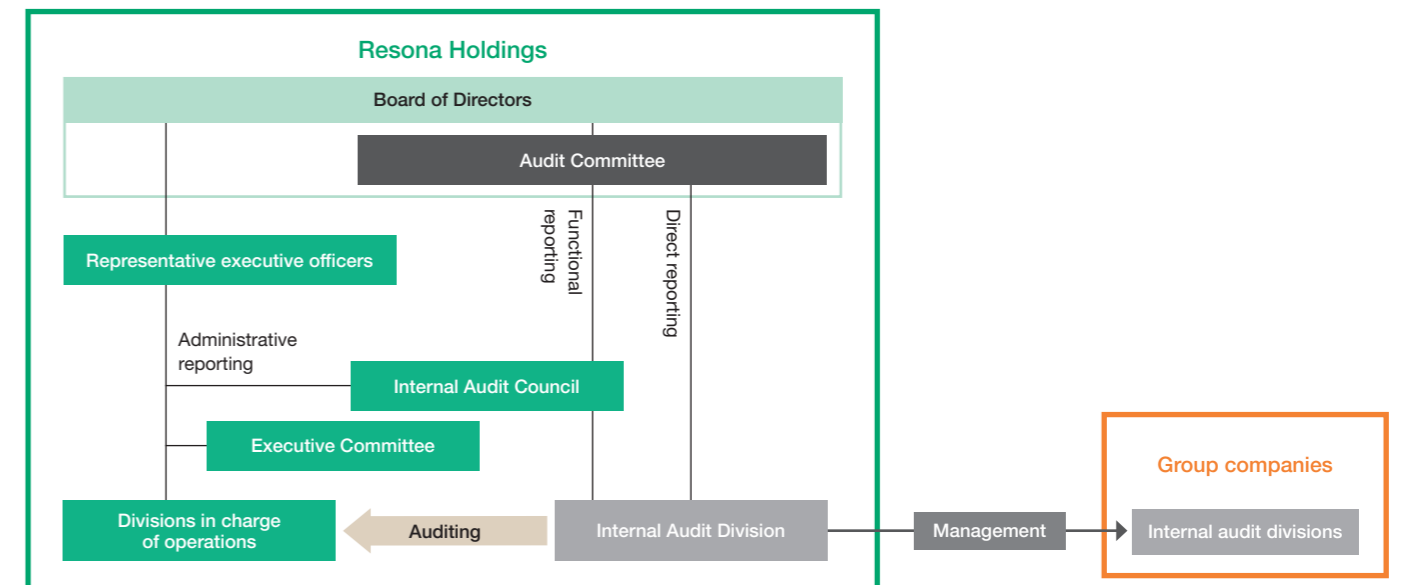 Resona Holdings
Board of Directors
Audit Committee
Functional
reporting
Direct reporting
Representative executive officers
Administrative
reporting
Internal Audit Council
Executive Committee
Group companies
Divisions in charge
of operations
Auditing
Internal Audit Division
Management
Internal audit divisions